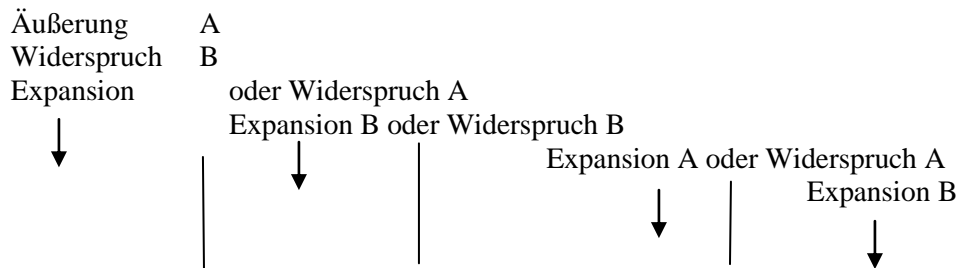 Äußerung A
Widerspruch B
Expansion oder Widerspruch A
Expansion B oder Widerspruch B
Expansion A oder Widerspruch A
Expansion B